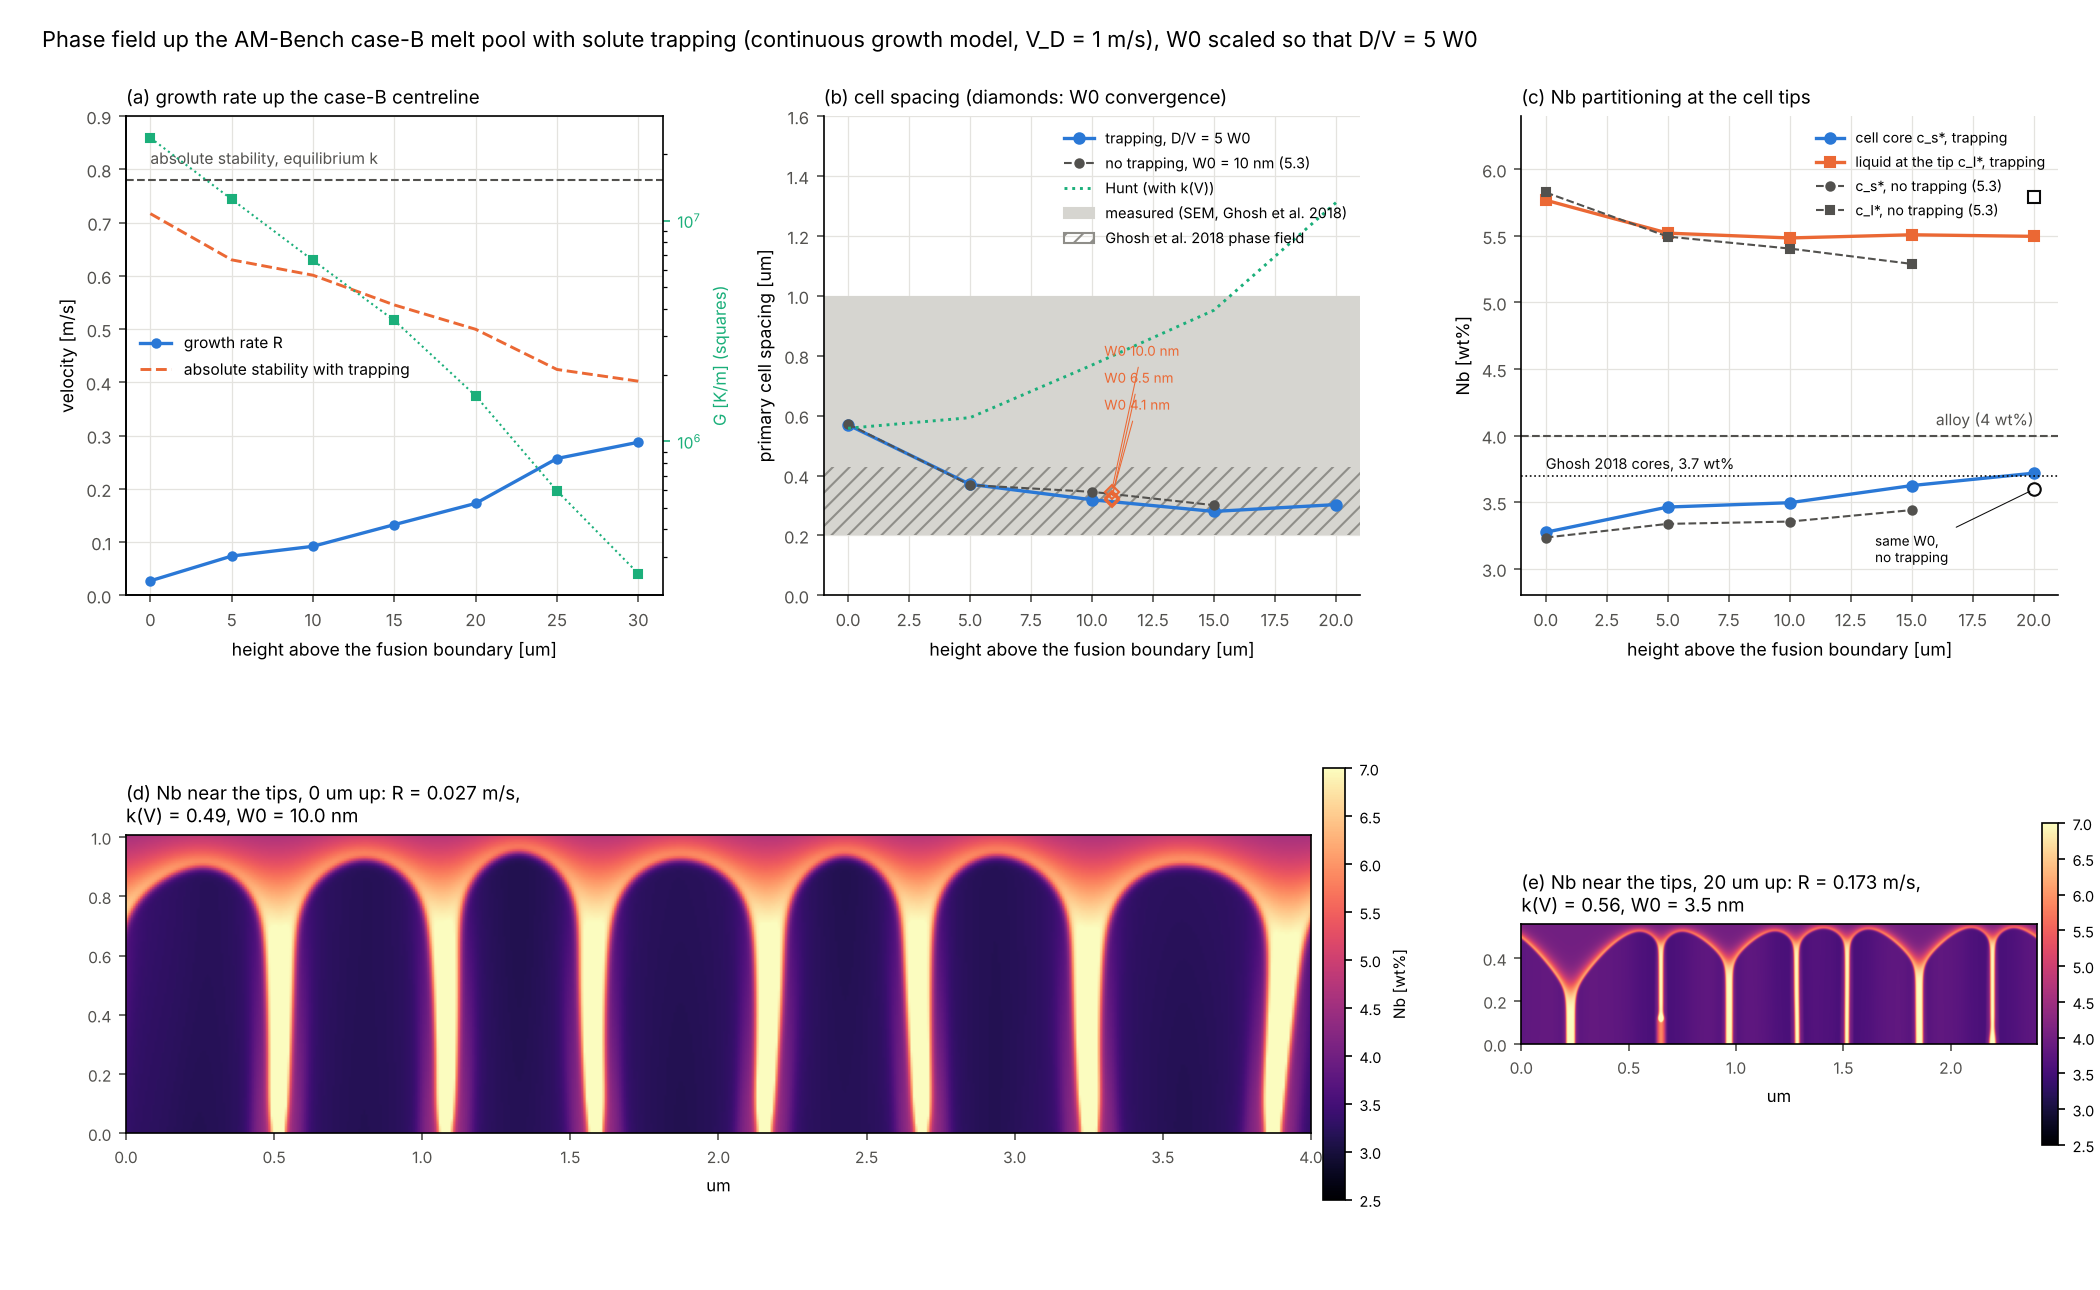 Phase field up the AM-Bench case-B melt pool with solute trapping (continuous growth model, V_D = 1 m/s), W0 scaled so that D/V = 5 W0
(a) growth rate up the case-B centreline
0.9
0.8
0.7
0.6
0.5
0.4
0.3
0.2
0.1
0.0
velocity [m/s]
absolute stability, equilibrium k
growth rate R
absolute stability with trapping
10^7
10^6
G [K/m] (squares)
0 5 10 15 20 25 30
height above the fusion boundary [um]
(b) cell spacing (diamonds: W0 convergence)
1.6
1.4
1.2
1.0
0.8
0.6
0.4
0.2
0.0
primary cell spacing [um]
trapping, D/V = 5 W0
no trapping, W0 = 10 nm (5.3)
Hunt (with k(V))
measured (SEM, Ghosh et al. 2018)
Ghosh et al. 2018 phase field
W0 10.0 nm
W0 6.5 nm
W0 4.1 nm
0.0 2.5 5.0 7.5 10.0 12.5 15.0 17.5 20.0
height above the fusion boundary [um]
(c) Nb partitioning at the cell tips
6.0
5.5
5.0
4.5
4.0
3.5
3.0
Nb [wt%]
cell core c_s*, trapping
liquid at the tip c_l*, trapping
c_s*, no trapping (5.3)
c_l*, no trapping (5.3)
alloy (4 wt%)
Ghosh 2018 cores, 3.7 wt%
same W0,
no trapping
0.0 2.5 5.0 7.5 10.0 12.5 15.0 17.5 20.0
height above the fusion boundary [um]
(d) Nb near the tips, 0 um up: R = 0.027 m/s,
k(V) = 0.49, W0 = 10.0 nm
1.0
0.8
0.6
0.4
0.2
0.0
0.0 0.5 1.0 1.5 2.0 2.5 3.0 3.5 4.0
um
7.0
6.5
6.0
5.5
5.0
4.5
4.0
3.5
3.0
2.5
Nb [wt%]
(e) Nb near the tips, 20 um up: R = 0.173 m/s,
k(V) = 0.56, W0 = 3.5 nm
0.4
0.2
0.0
0.0 0.5 1.0 1.5 2.0
um
7.0
6.5
6.0
5.5
5.0
4.5
4.0
3.5
3.0
2.5